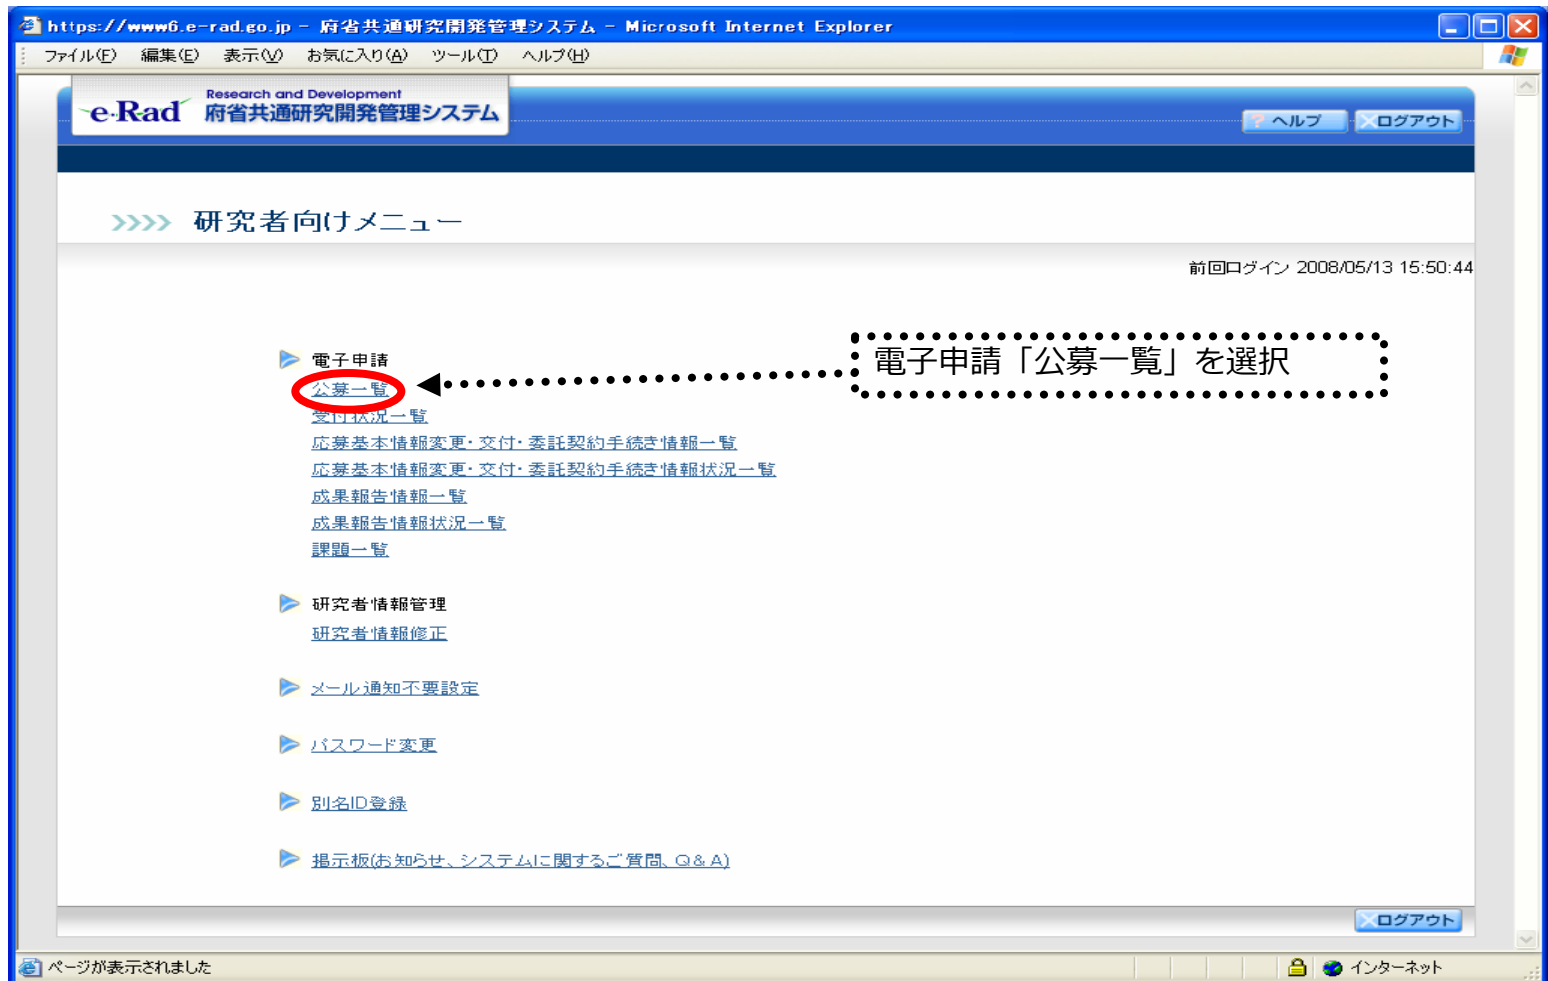 https://www6.e-rad.go.jp - 府省共通研究開発管理システム - Microsoft Internet Explorer
ファイル(F) 編集(E) 表示(V) お気に入り(A) ツール(T) ヘルプ(H)
e-Rad
Research and Development
府省共通研究開発管理システム
? ヘルプ
ログアウト
>>>> 研究者向けメニュー
前回ログイン 2008/05/13 15:50:44
電子申請
電子申請「公募一覧」を選択
公募一覧
受付状況一覧
応募基本情報変更・交付・委託契約手続き情報一覧
応募基本情報変更・交付・委託契約手続き情報状況一覧
成果報告情報一覧
成果報告情報状況一覧
課題一覧
研究者情報管理
研究者情報修正
メール通知不要設定
パスワード変更
別名ID登録
掲示板(お知らせ、システムに関するご質問、Q&A)
ログアウト
ページが表示されました
インターネット